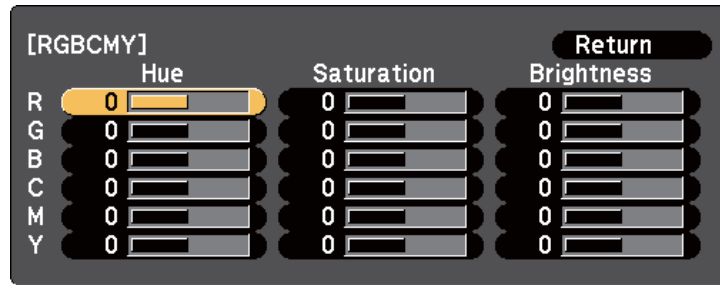 [RGBCMY] Return
Hue Saturation Brightness
R 0 0 0
G 0 0 0
B 0 0 0
C 0 0 0
M 0 0 0
Y 0 0 0